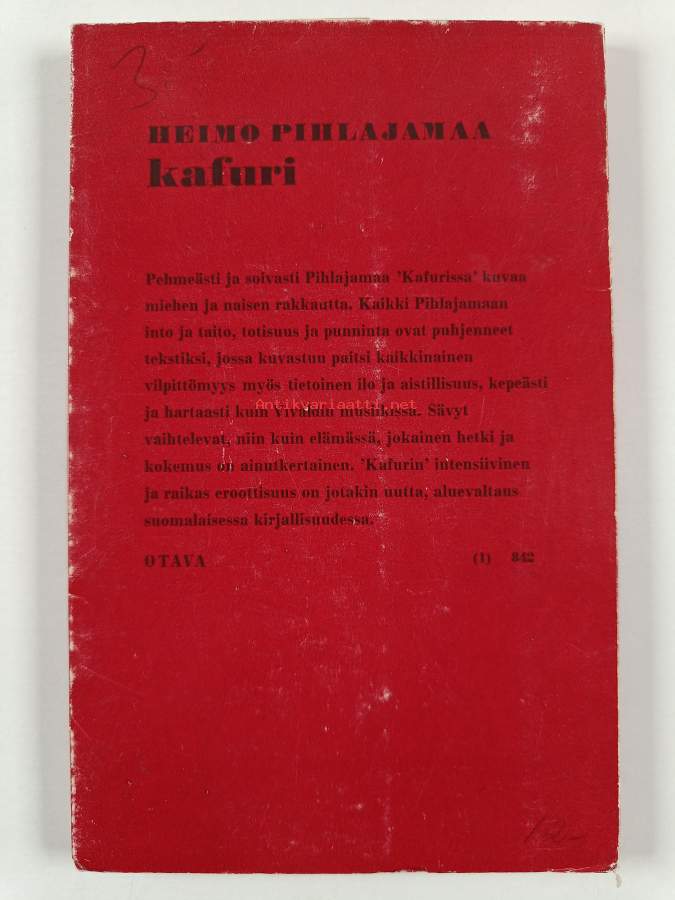 3
HEIMO PIHLAJAMAA
kafuri
Pehmeästi ja soivasti Pihlajamaa 'Kafurissa' kuvaa
miehen ja naisen rakkautta. Kaikki Pihlajamaan
into ja taito, totisuus ja punninta ovat puhjenneet
tekstiksi, jossa kuvastuu paitsi kaikkinainen
vilpittömyys myös tietoinen ilo ja aistillisuus, kepeästi
Antikvariaatti.net
ja hartaasti kuin Vivaldin musiikissa. Sävyt
vaihtelevat, niin kuin elämässä, jokainen hetki ja
kokemus on ainutkertainen. 'Kafurin' intensiivinen
ja raikas eroottisuus on jotakin uutta, aluevaltaus
suomalaisessa kirjallisuudessa.
OTAVA (1) 842